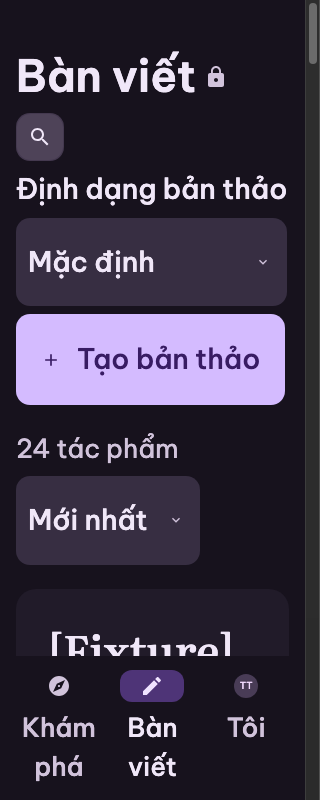 Bàn viết
Định dạng bản thảo
Mặc định
+ Tạo bản thảo
24 tác phẩm
Mới nhất
[Fixture]
Khám phá
Bàn viết
TT
Tôi